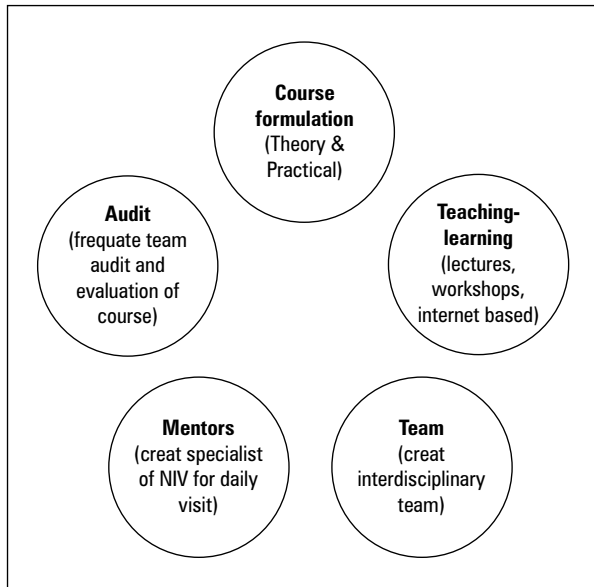 Course
formulation
(Theory &
Practical)
Teaching-
learning
(lectures,
workshops,
internet based)
Team
(creat
interdisciplinary
team)
Mentors
(creat specialist
of NIV for daily
visit)
Audit
(frequate team
audit and
evaluation of
course)